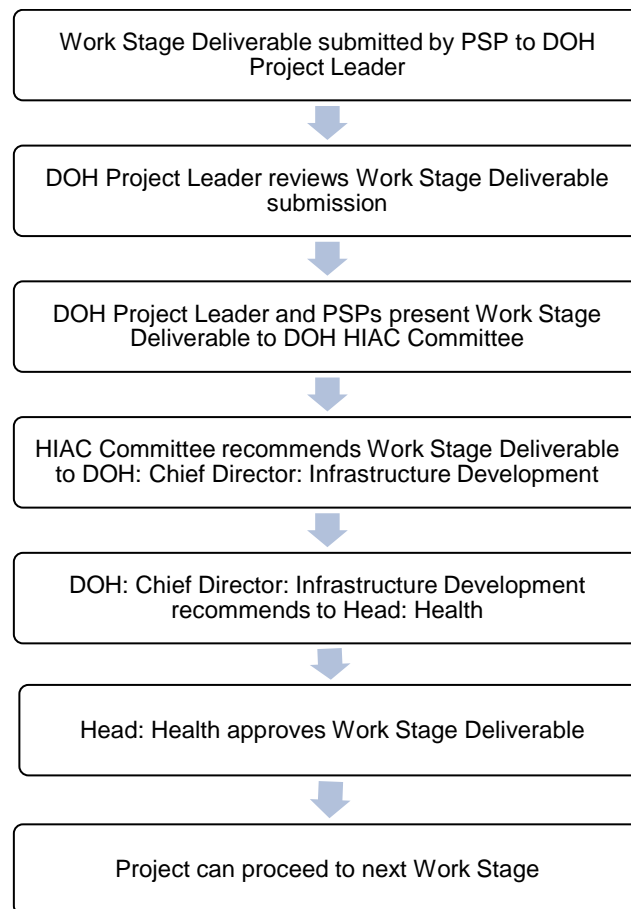 Work Stage Deliverable submitted by PSP to DOH
Project Leader
DOH Project Leader reviews Work Stage Deliverable
submission
DOH Project Leader and PSPs present Work Stage
Deliverable to DOH HIAC Committee
HIAC Committee recommends Work Stage Deliverable
to DOH: Chief Director: Infrastructure Development
DOH: Chief Director: Infrastructure Development
recommends to Head: Health
Head: Health approves Work Stage Deliverable
Project can proceed to next Work Stage